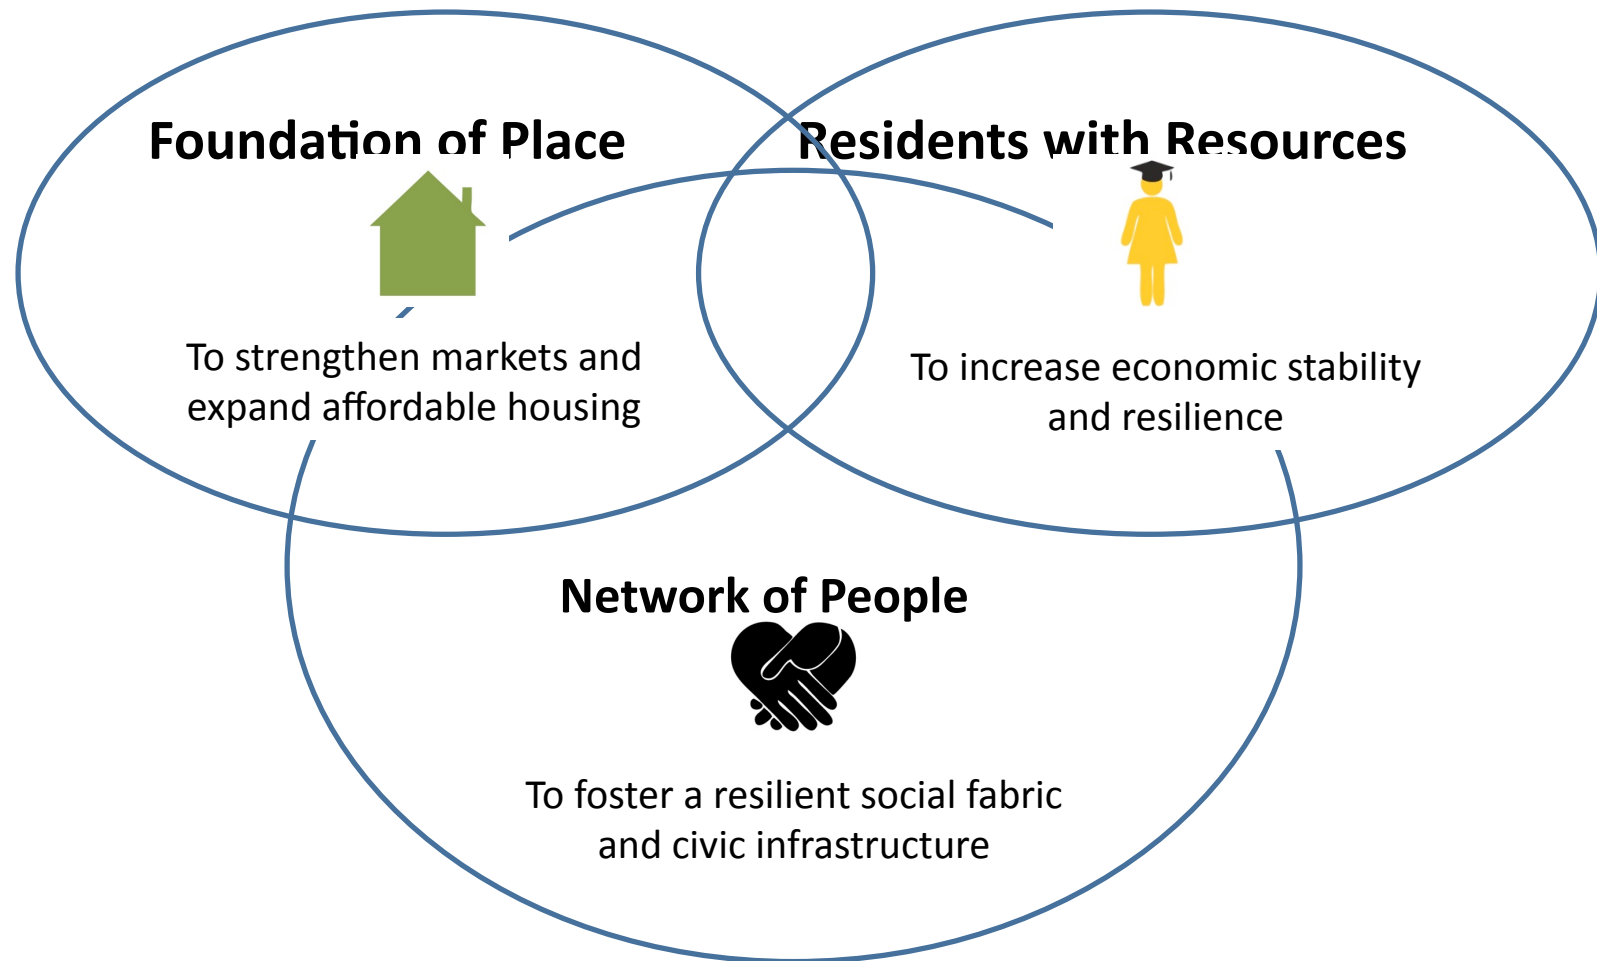 Foundation of Place
Residents with Resources
To strengthen markets and
expand affordable housing
To increase economic stability
and resilience
Network of People
To foster a resilient social fabric
and civic infrastructure